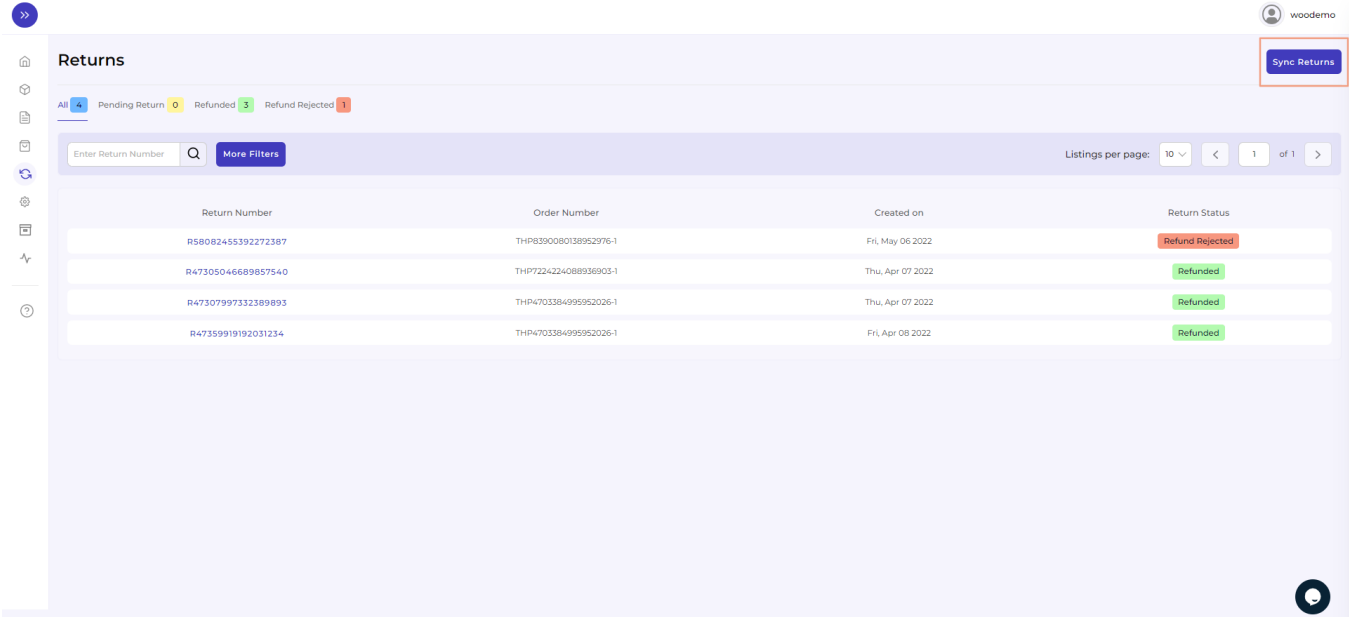 woodemo
Returns
Sync Returns
All 4 Pending Return 0 Refunded 3 Refund Rejected 1
Enter Return Number More Filters Listings per page: 10 1 of 1
Return Number Order Number Created on Return Status
R58082455392272387 THP8390080138952976-1 Fri, May 06 2022 Refund Rejected
R47305046689857540 THP7224224088936903-1 Thu, Apr 07 2022 Refunded
R47307997332389893 THP4703384995952026-1 Thu, Apr 07 2022 Refunded
R47359919192031234 THP4703384995952026-1 Fri, Apr 08 2022 Refunded